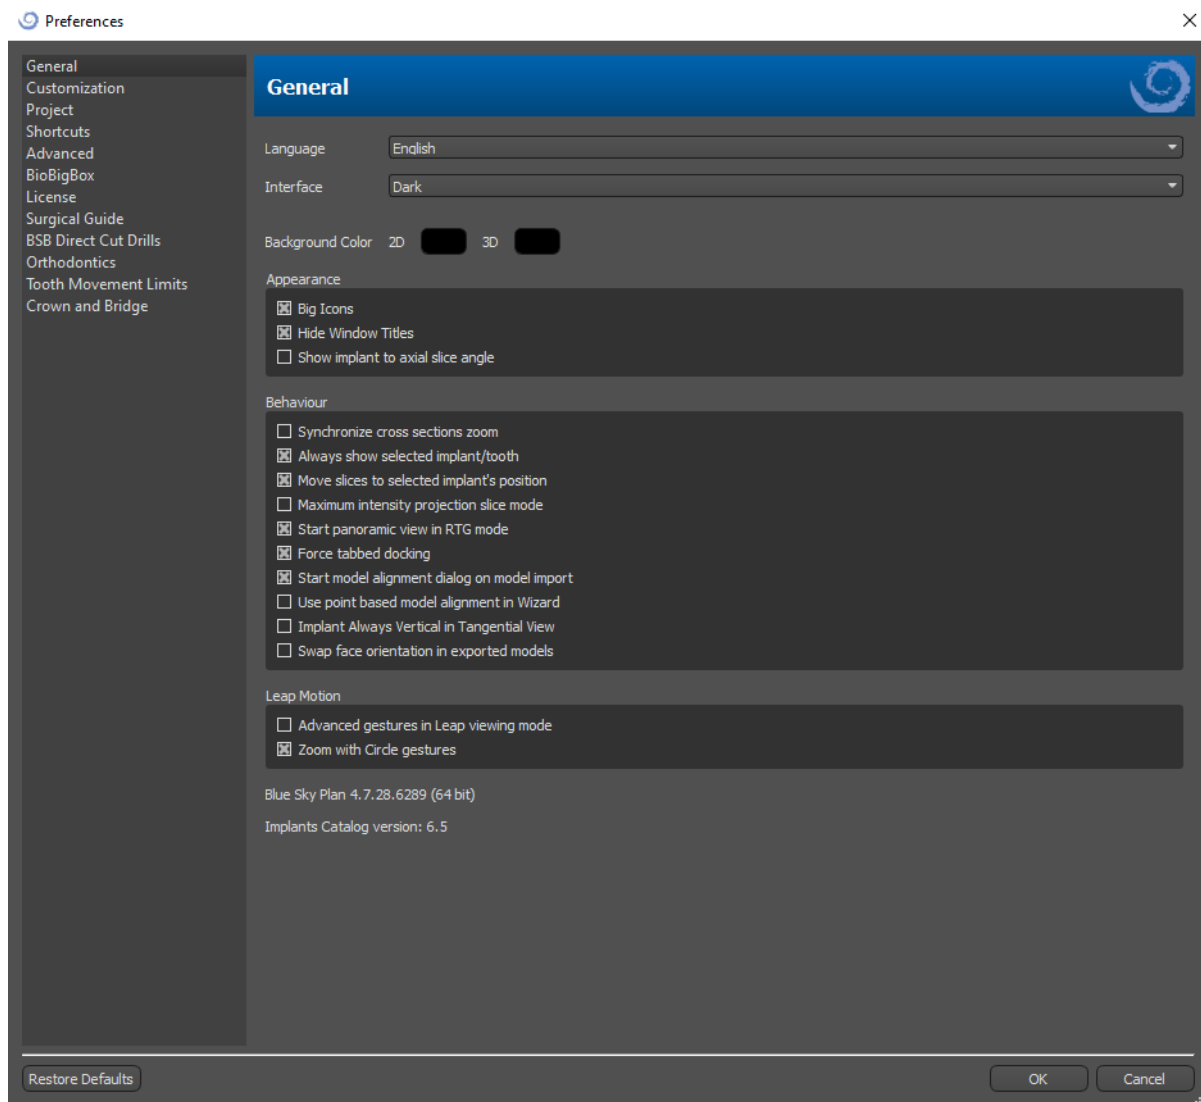 Preferences
General
Customization
Project
Shortcuts
Advanced
BioBigBox
License
Surgical Guide
BSB Direct Cut Drills
Orthodontics
Tooth Movement Limits
Crown and Bridge
General
Language English
Interface Dark
Background Color 2D 3D
Appearance
Big Icons
Hide Window Titles
Show implant to axial slice angle
Behaviour
Synchronize cross sections zoom
Always show selected implant/tooth
Move slices to selected implant's position
Maximum intensity projection slice mode
Start panoramic view in RTG mode
Force tabbed docking
Start model alignment dialog on model import
Use point based model alignment in Wizard
Implant Always Vertical in Tangential View
Swap face orientation in exported models
Leap Motion
Advanced gestures in Leap viewing mode
Zoom with Circle gestures
Blue Sky Plan 4.7.28.6289 (64 bit)
Implants Catalog version: 6.5
Restore Defaults OK Cancel